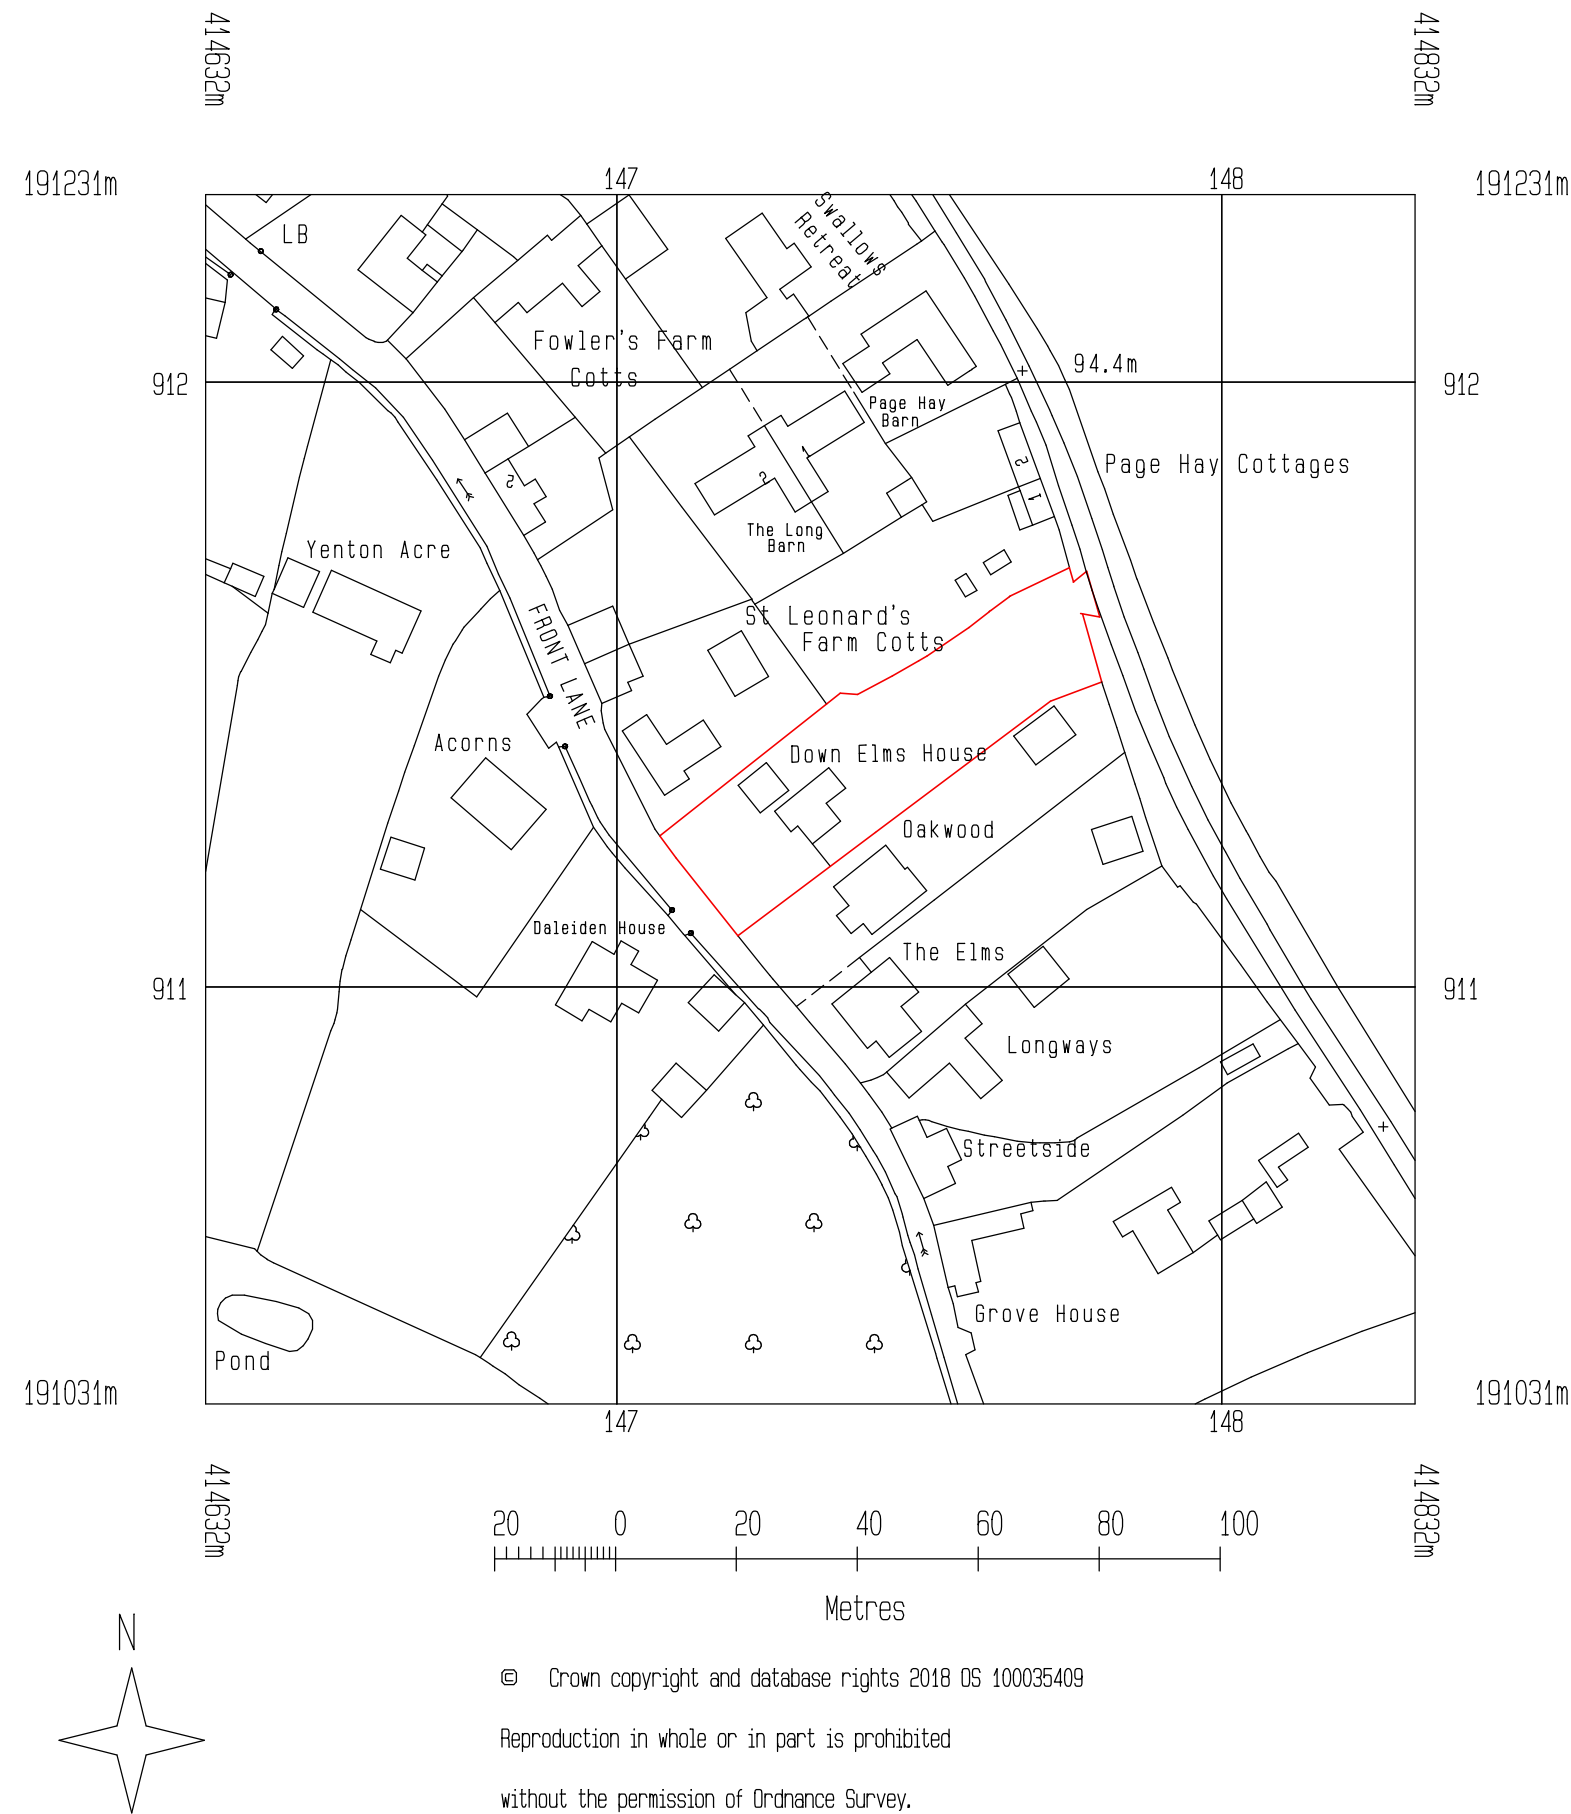 414632m
414832m
191231m
147
148
191231m
LB
Swallows
Retreat
Fowler's Farm
Cotts
94.4m
912
912
Page Hay
Barn
2
Page Hay Cottages
1
2
2
1
The Long
Barn
Yenton Acre
FRONT LANE
St Leonard's
Farm Cotts
Acorns
Down Elms House
Oakwood
Daleiden House
The Elms
911
911
Longways
Streetside
Grove House
Pond
191031m
147
148
191031m
414632m
414832m
20 0 20 40 60 80 100
Metres
N
© Crown copyright and database rights 2018 OS 100035409
Reproduction in whole or in part is prohibited
without the permission of Ordnance Survey.